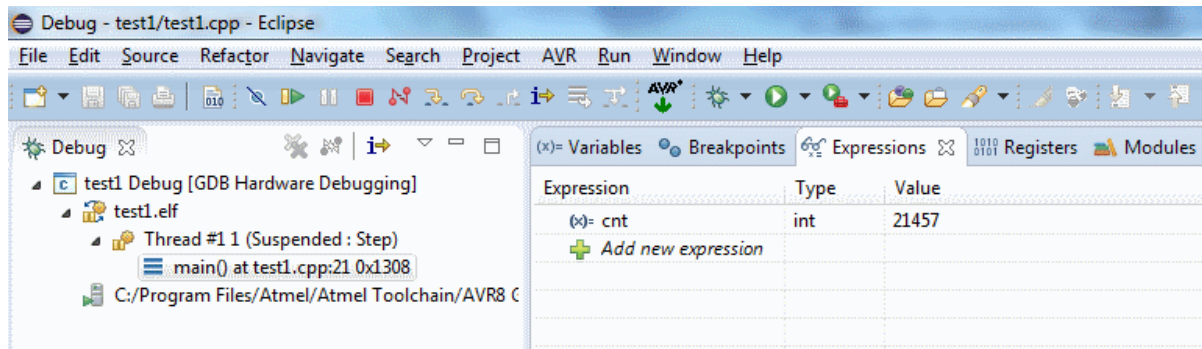 Debug - test1/test1.cpp - Eclipse
File Edit Source Refactor Navigate Search Project AVR Run Window Help
010 AVR
Debug
test1 Debug [GDB Hardware Debugging]
test1.elf
Thread #1 1 (Suspended : Step)
main() at test1.cpp:21 0x1308
C:/Program Files/Atmel/Atmel Toolchain/AVR8
(x)= Variables Breakpoints Expressions 1010 0101 Registers Modules
Expression Type Value
(x)= cnt int 21457
Add new expression